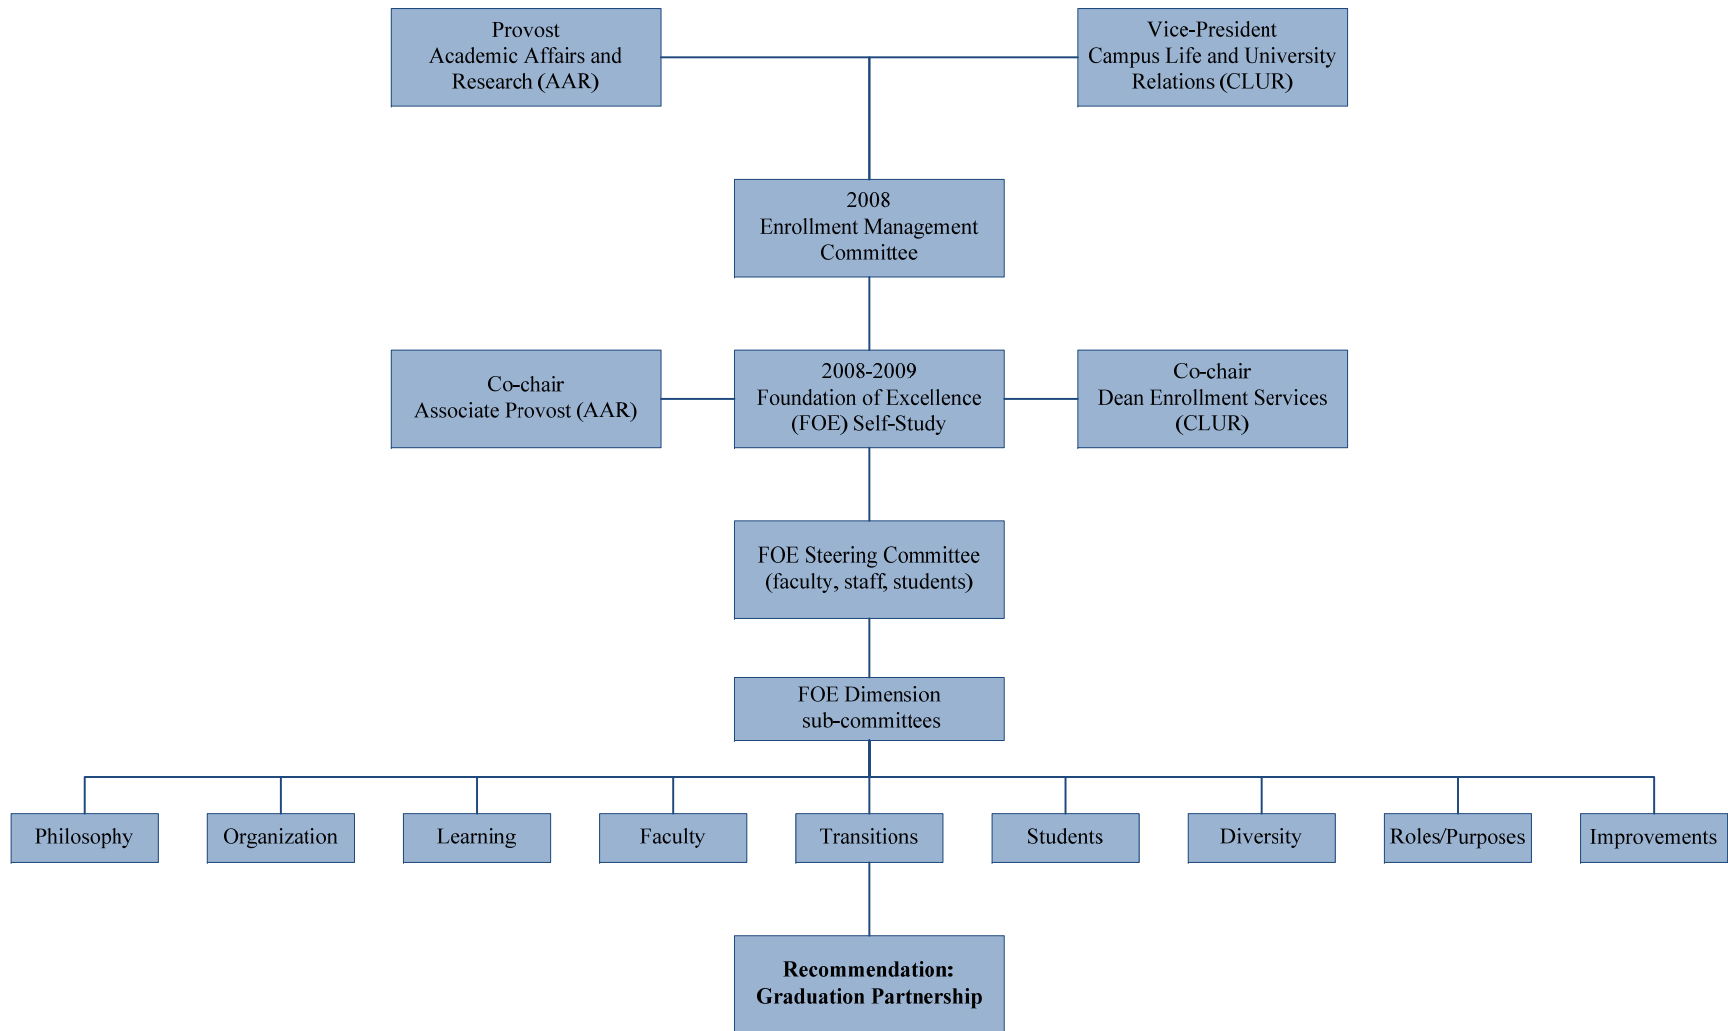 Provost
Academic Affairs and
Research (AAR)
Vice-President
Campus Life and University
Relations (CLUR)
2008
Enrollment Management
Committee
Co-chair
Associate Provost (AAR)
2008-2009
Foundation of Excellence
(FOE) Self-Study
Co-chair
Dean Enrollment Services
(CLUR)
FOE Steering Committee
(faculty, staff, students)
FOE Dimension
sub-committees
Philosophy
Organization
Learning
Faculty
Transitions
Students
Diversity
Roles/Purposes
Improvements
Recommendation:
Graduation Partnership